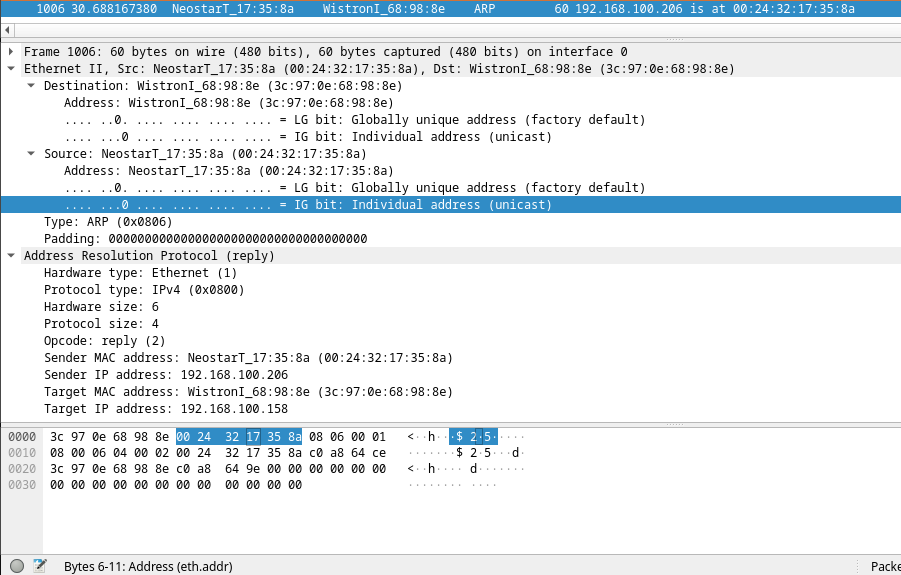 1006 30.688167380 NeostarT_17:35:8a WistronI_68:98:8e ARP 60 192.168.100.206 is at 00:24:32:17:35:8a
Frame 1006: 60 bytes on wire (480 bits), 60 bytes captured (480 bits) on interface 0
Ethernet II, Src: NeostarT_17:35:8a (00:24:32:17:35:8a), Dst: WistronI_68:98:8e (3c:97:0e:68:98:8e)
Destination: WistronI_68:98:8e (3c:97:0e:68:98:8e)
Address: WistronI_68:98:8e (3c:97:0e:68:98:8e)
.... ..0. .... .... .... .... = LG bit: Globally unique address (factory default)
.... ...0 .... .... .... .... = IG bit: Individual address (unicast)
Source: NeostarT_17:35:8a (00:24:32:17:35:8a)
Address: NeostarT_17:35:8a (00:24:32:17:35:8a)
.... ..0. .... .... .... .... = LG bit: Globally unique address (factory default)
.... ...0 .... .... .... .... = IG bit: Individual address (unicast)
Type: ARP (0x0806)
Padding: 000000000000000000000000000000000000
Address Resolution Protocol (reply)
Hardware type: Ethernet (1)
Protocol type: IPv4 (0x0800)
Hardware size: 6
Protocol size: 4
Opcode: reply (2)
Sender MAC address: NeostarT_17:35:8a (00:24:32:17:35:8a)
Sender IP address: 192.168.100.206
Target MAC address: WistronI_68:98:8e (3c:97:0e:68:98:8e)
Target IP address: 192.168.100.158
0000 3c 97 0e 68 98 8e 00 24 32 17 35 8a 08 06 00 01 <··h···$ 2·5·····
0010 08 00 06 04 00 02 00 24 32 17 35 8a c0 a8 64 ce ·······$ 2·5···d·
0020 3c 97 0e 68 98 8e c0 a8 64 9e 00 00 00 00 00 00 <··h···· d·······
0030 00 00 00 00 00 00 00 00 00 00 00 00 ········ ····
Bytes 6-11: Address (eth.addr) Packe